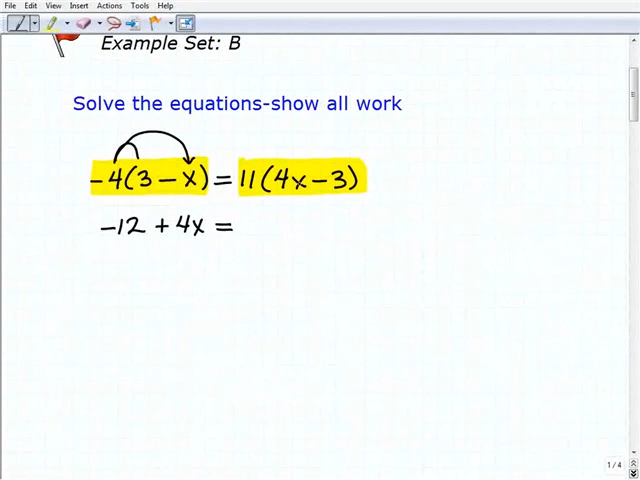 File Edit View Insert Format Tools Help
Example Set: B
Solve the equations-show all work
-4(3 - x) = 11(4x - 3)
-12 + 4x =
1/4